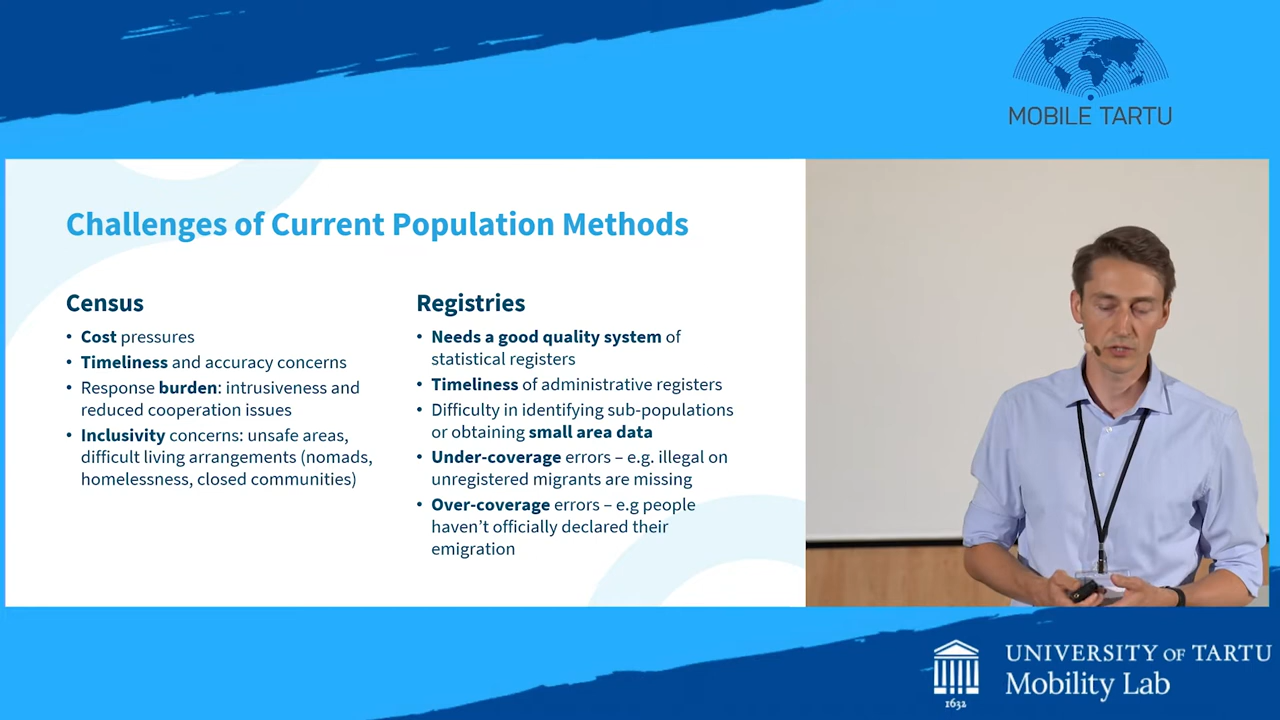 MOBILE TARTU
Challenges of Current Population Methods
Census
• Cost pressures
• Timeliness and accuracy concerns
• Response burden: intrusiveness and
reduced cooperation issues
• Inclusivity concerns: unsafe areas,
difficult living arrangements (nomads,
homelessness, closed communities)
Registries
• Needs a good quality system of
statistical registers
• Timeliness of administrative registers
• Difficulty in identifying sub-populations
or obtaining small area data
• Under-coverage errors – e.g. illegal on
unregistered migrants are missing
• Over-coverage errors – e.g people
haven't officially declared their
emigration
1632
UNIVERSITY OF TARTU
Mobility Lab